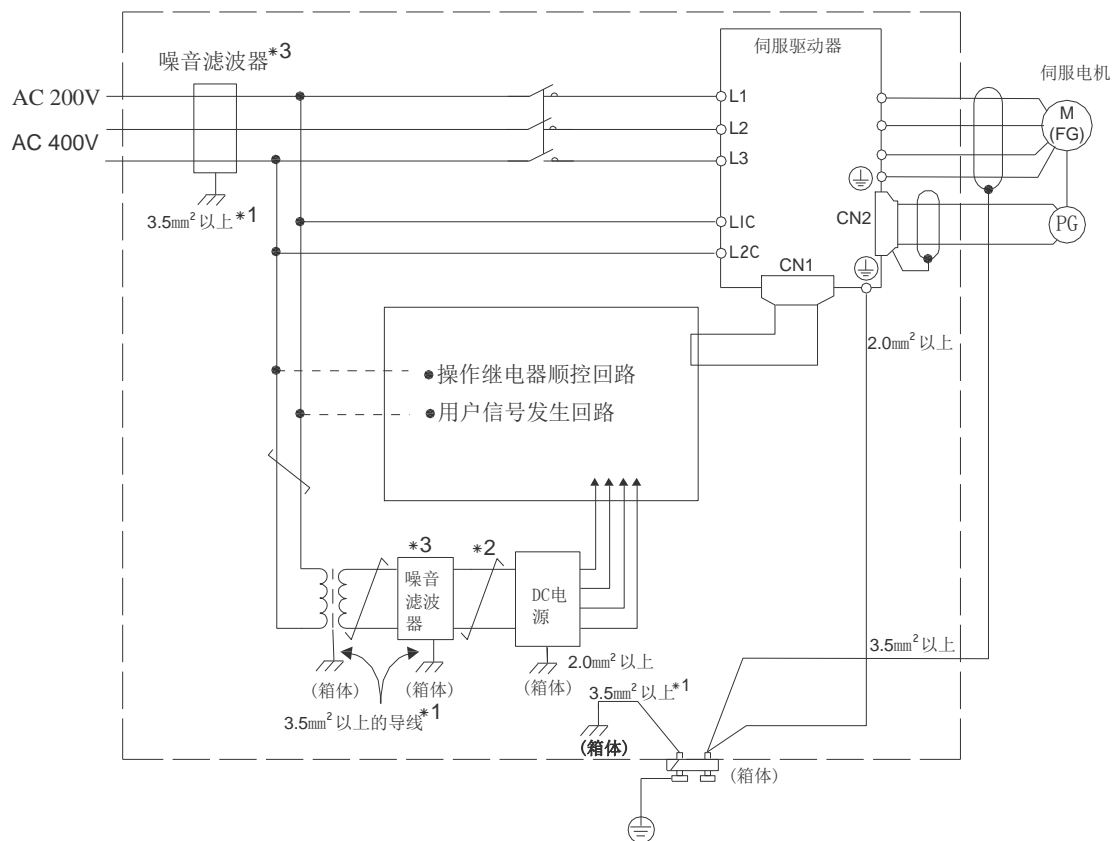 伺服驱动器
噪音滤波器*3
伺服电机
AC 200V
L1
M
(FG)
L2
AC 400V
L3
3.5mm²以上*1
L1C
CN2
PG
L2C
CN1
2.0mm²以上
●操作继电器顺控回路
●用户信号发生回路
*3
*2
噪音
滤波
器
DC电
源
3.5mm²以上
2.0mm²以上
(箱体)
(箱体)
(箱体)
3.5mm²以上*1
3.5mm²以上的导线*1
(箱体)
(箱体)